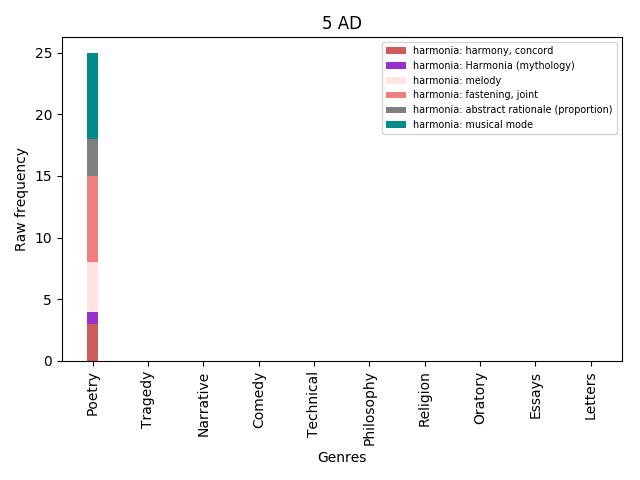 5 AD
harmonia: harmony, concord
harmonia: Harmonia (mythology)
harmonia: melody
harmonia: fastening, joint
harmonia: abstract rationale (proportion)
harmonia: musical mode
Raw frequency
25
20
15
10
5
0
Poetry
Tragedy
Narrative
Comedy
Technical
Philosophy
Religion
Oratory
Essays
Letters
Genres